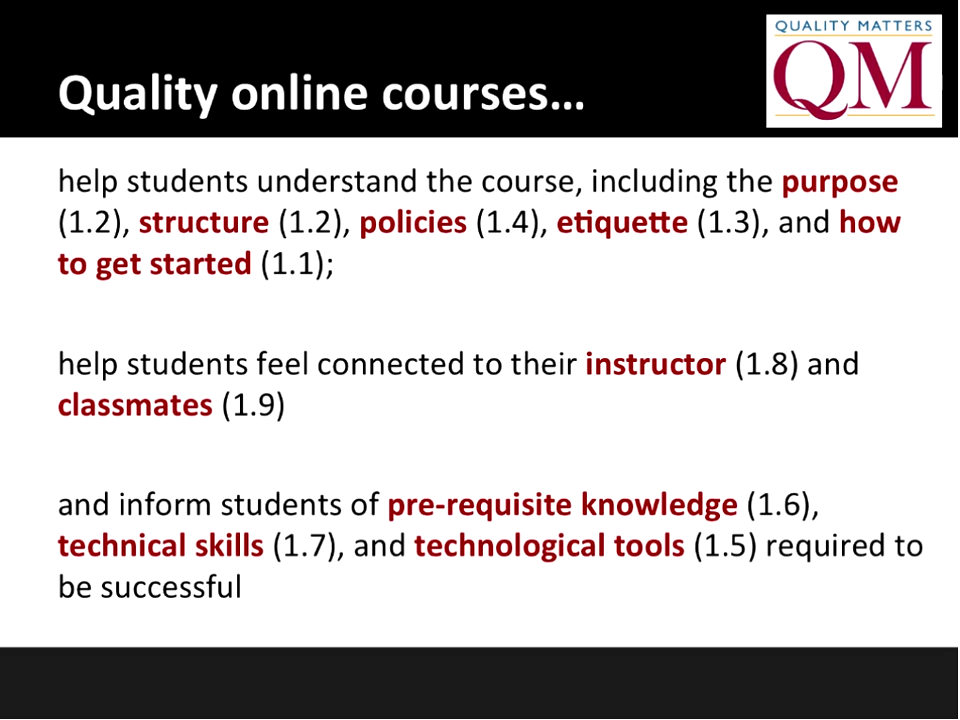 QUALITY MATTERS
QM
Quality online courses…
help students understand the course, including the purpose
(1.2), structure (1.2), policies (1.4), etiquette (1.3), and how
to get started (1.1);
help students feel connected to their instructor (1.8) and
classmates (1.9)
and inform students of pre-requisite knowledge (1.6),
technical skills (1.7), and technological tools (1.5) required to
be successful